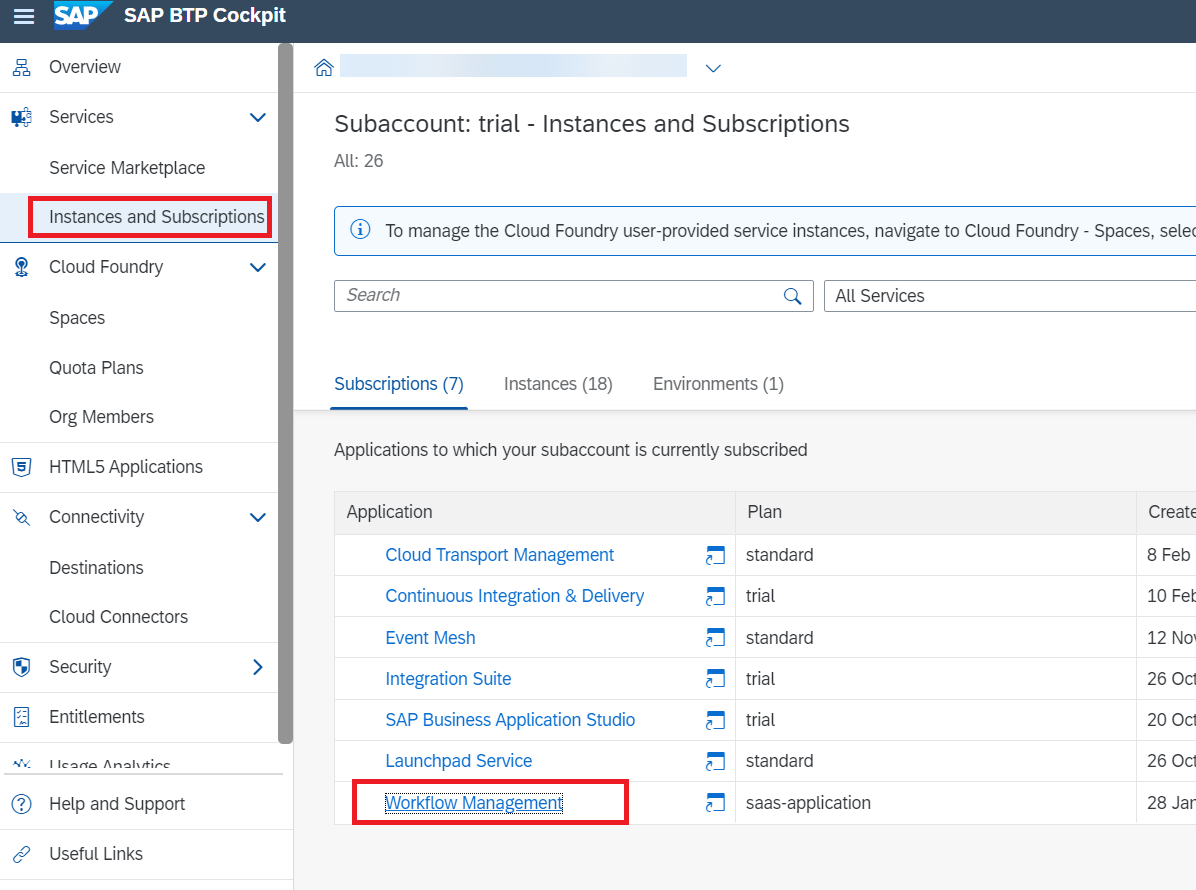 SAP SAP BTP Cockpit
Overview
Services
Service Marketplace
Instances and Subscriptions
Cloud Foundry
Spaces
Quota Plans
Org Members
HTML5 Applications
Connectivity
Destinations
Cloud Connectors
Security
Entitlements
Usage Analytics
Help and Support
Useful Links
Subaccount: trial - Instances and Subscriptions
All: 26
To manage the Cloud Foundry user-provided service instances, navigate to Cloud Foundry - Spaces, selec
Search
All Services
Subscriptions (7) Instances (18) Environments (1)
Applications to which your subaccount is currently subscribed
Application Plan Create
Cloud Transport Management standard 8 Feb
Continuous Integration & Delivery trial 10 Feb
Event Mesh standard 12 Nov
Integration Suite trial 26 Oct
SAP Business Application Studio trial 20 Oct
Launchpad Service standard 26 Oct
Workflow Management saas-application 28 Jan